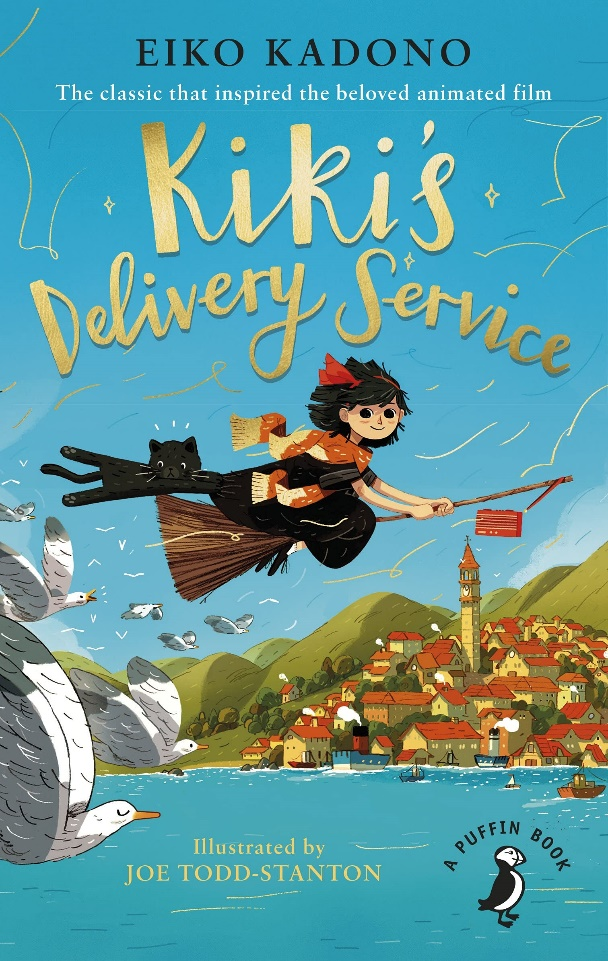 EIKO KADONO
The classic that inspired the beloved animated film
Kiki's
Delivery Service
Illustrated by
JOE TODD-STANTON
A PUFFIN BOOK